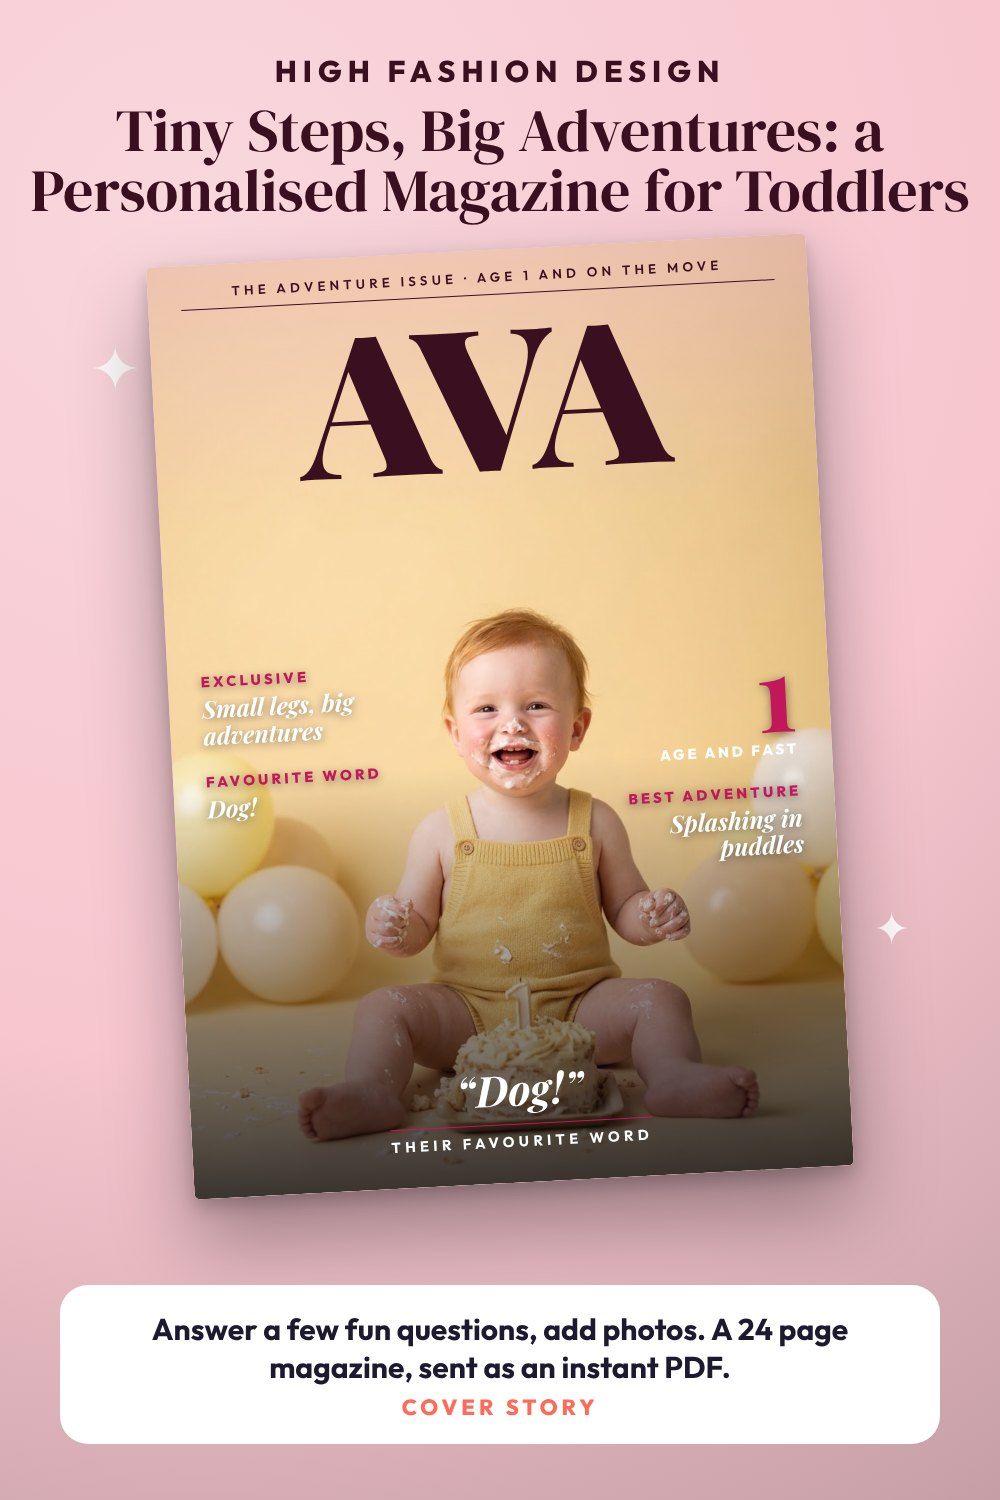 HIGH FASHION DESIGN
Tiny Steps, Big Adventures: a
Personalised Magazine for Toddlers
THE ADVENTURE ISSUE · AGE 1 AND ON THE MOVE
AVA
EXCLUSIVE
Small legs, big
adventures
FAVOURITE WORD
Dog!
1
AGE AND FAST
BEST ADVENTURE
Splashing in
puddles
1
“Dog!”
THEIR FAVOURITE WORD
Answer a few fun questions, add photos. A 24 page
magazine, sent as an instant PDF.
COVER STORY